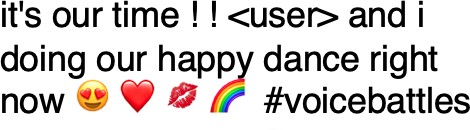 it's our time ! ! <user> and i
doing our happy dance right
now 😍 ❤️ 💋 🌈 #voicebattles